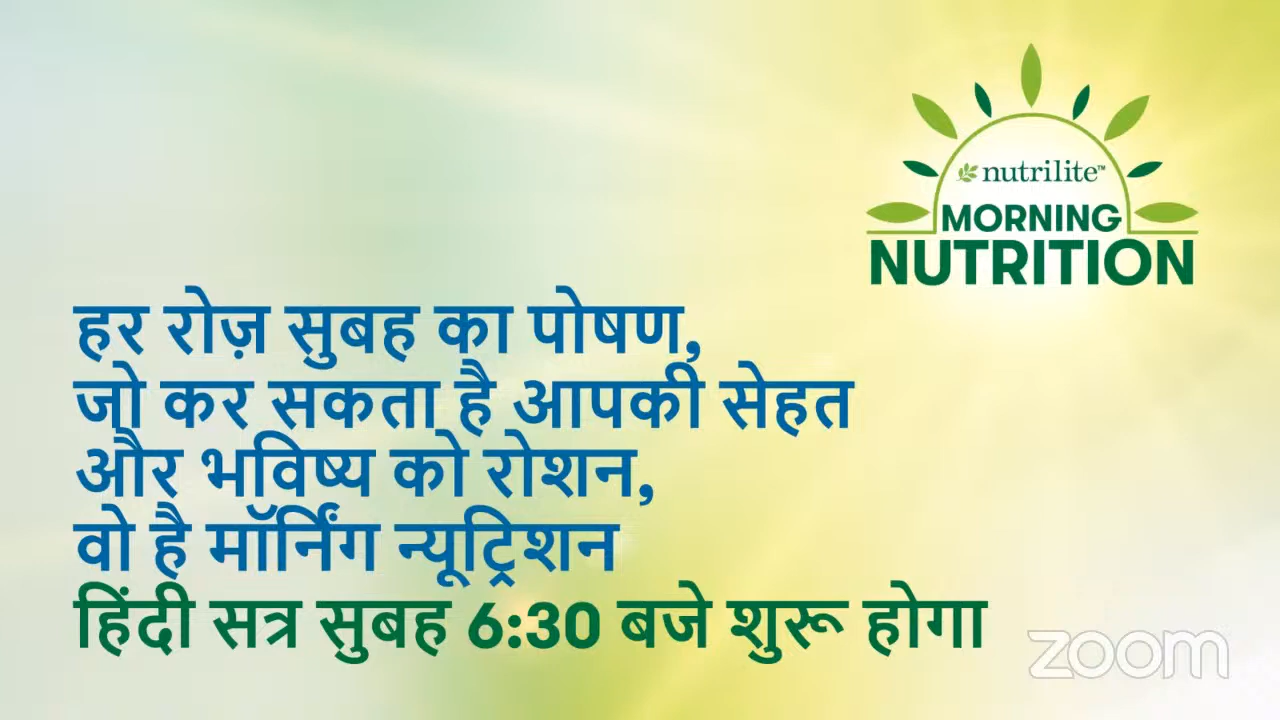 nutrilite™
MORNING
NUTRITION
हर रोज़ सुबह का पोषण,
जो कर सकता है आपकी सेहत
और भविष्य को रोशन,
वो है मॉर्निंग न्यूट्रिशन
हिंदी सत्र सुबह 6:30 बजे शुरू होगा
zoom